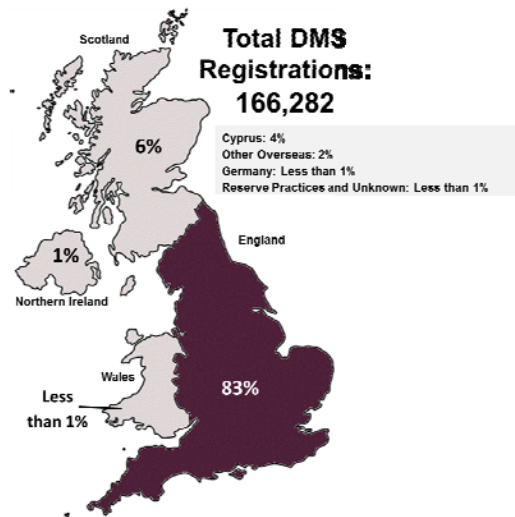 Scotland
Total DMS
Registrations:
166,282
Cyprus: 4%
Other Overseas: 2%
Germany: Less than 1%
Reserve Practices and Unknown: Less than 1%
6%
England
1%
Northern Ireland
Wales
Less
than 1%
83%